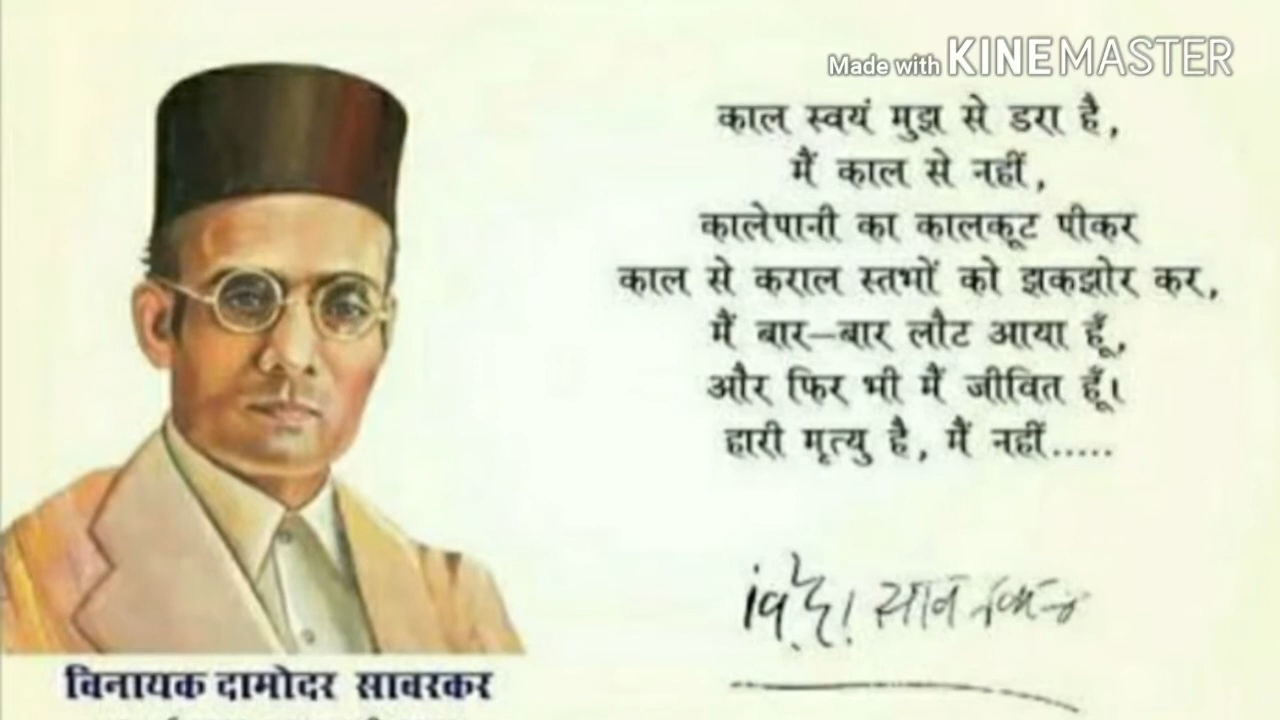 Made with KINEMASTER
काल स्वयं मुझ से डरा है,
मैं काल से नहीं,
कालेपानी का कालकूट पीकर
काल से कराल स्तभों को झकझोर कर,
मैं बार–बार लौट आया हूँ,
और फिर भी मैं जीवित हूँ।
हारी मृत्यु है, मैं नहीं.....
विनायक दामोदर सावरकर